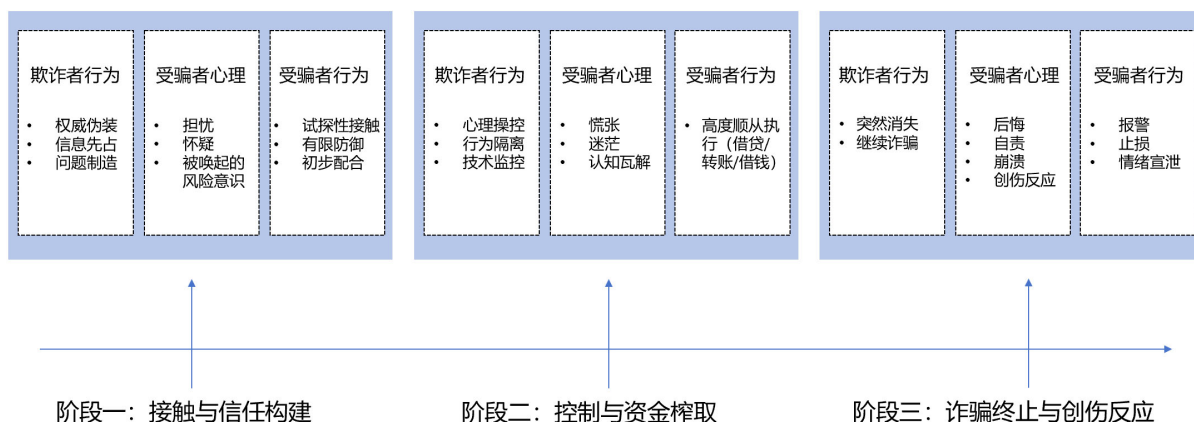 欺诈者行为
• 权威伪装
• 信息先占
• 问题制造
受骗者心理
• 担忧
• 怀疑
• 被唤起的
风险意识
受骗者行为
• 试探性接触
• 有限防御
• 初步配合
欺诈者行为
• 心理操控
• 行为隔离
• 技术监控
受骗者心理
• 慌张
• 迷茫
• 认知瓦解
受骗者行为
• 高度顺从执
行（借贷/
转账/借钱）
欺诈者行为
• 突然消失
• 继续诈骗
受骗者心理
• 后悔
• 自责
• 崩溃
• 创伤反应
受骗者行为
• 报警
• 止损
• 情绪宣泄
阶段一：接触与信任构建
阶段二：控制与资金榨取
阶段三：诈骗终止与创伤反应